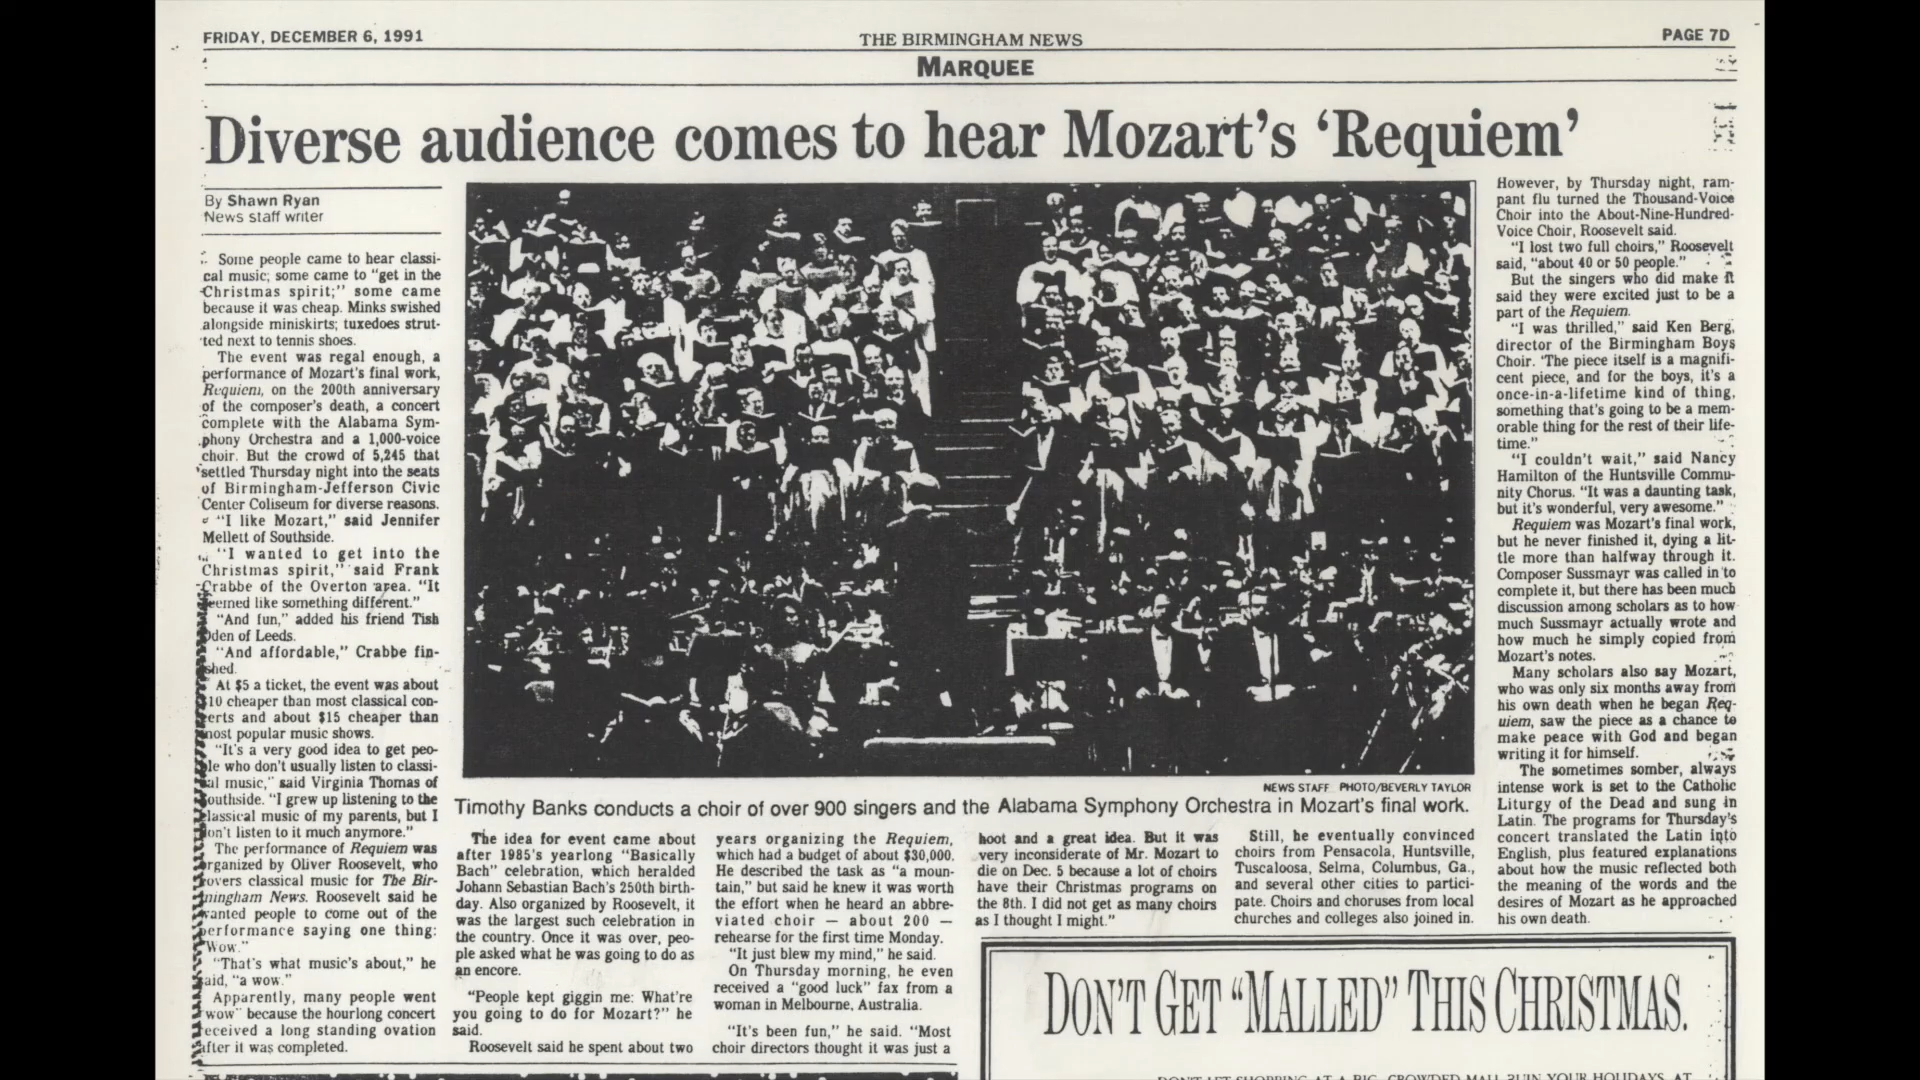 FRIDAY, DECEMBER 6, 1991
THE BIRMINGHAM NEWS
PAGE 7D
MARQUEE
Diverse audience comes to hear Mozart's 'Requiem'
By Shawn Ryan
News staff writer
Some people came to hear classi-
cal music; some came to "get in the
Christmas spirit;" some came
because it was cheap. Minks swished
alongside miniskirts; tuxedoes strut-
ted next to tennis shoes.
The event was regal enough, a
performance of Mozart's final work,
Requiem, on the 200th anniversary
of the composer's death, a concert
complete with the Alabama Sym-
phony Orchestra and a 1,000-voice
choir. But the crowd of 5,245 that
settled Thursday night into the seats
of Birmingham-Jefferson Civic
Center Coliseum for diverse reasons.
"I like Mozart," said Jennifer
Mellett of Southside.
"I wanted to get into the
Christmas spirit," said Frank
Crabbe of the Overton area. "It
eemed like something different."
"And fun," added his friend Tish
den of Leeds.
"And affordable," Crabbe fin-
shed.
At $5 a ticket, the event was about
10 cheaper than most classical con-
erts and about $15 cheaper than
most popular music shows.
"It's a very good idea to get peo-
le who don't usually listen to classi-
al music," said Virginia Thomas of
outhside. "I grew up listening to the
lassical music of my parents, but I
on't listen to it much anymore."
The performance of Requiem was
rganized by Oliver Roosevelt, who
overs classical music for The Bir-
ningham News. Roosevelt said he
anted people to come out of the
erformance saying one thing:
"Wow."
"That's what music's about," he
aid, "a wow."
Apparently, many people went
"wow" because the hourlong concert
eceived a long standing ovation
after it was completed.
NEWS STAFF PHOTO/BEVERLY TAYLOR
Timothy Banks conducts a choir of over 900 singers and the Alabama Symphony Orchestra in Mozart's final work.
The idea for event came about
after 1985's yearlong "Basically
Bach" celebration, which heralded
Johann Sebastian Bach's 250th birth-
day. Also organized by Roosevelt, it
was the largest such celebration in
the country. Once it was over, peo-
ple asked what he was going to do as
an encore.
"People kept giggin me: What're
you going to do for Mozart?" he
said.
Roosevelt said he spent about two
years organizing the Requiem,
which had a budget of about $30,000.
He described the task as "a moun-
tain," but said he knew it was worth
the effort when he heard an abbre-
viated choir — about 200 —
rehearse for the first time Monday.
"It just blew my mind," he said.
On Thursday morning, he even
received a "good luck" fax from a
woman in Melbourne, Australia.
"It's been fun," he said. "Most
choir directors thought it was just a
hoot and a great idea. But it was
very inconsiderate of Mr. Mozart to
die on Dec. 5 because a lot of choirs
have their Christmas programs on
the 8th. I did not get as many choirs
as I thought I might."
Still, he eventually convinced
choirs from Pensacola, Huntsville,
Tuscaloosa, Selma, Columbus, Ga.,
and several other cities to partici-
pate. Choirs and choruses from local
churches and colleges also joined in.
However, by Thursday night, ram-
pant flu turned the Thousand-Voice
Choir into the About-Nine-Hundred-
Voice Choir, Roosevelt said.
"I lost two full choirs," Roosevelt
said, "about 40 or 50 people."
But the singers who did make it
said they were excited just to be a
part of the Requiem.
"I was thrilled," said Ken Berg,
director of the Birmingham Boys
Choir. 'The piece itself is a magnifi-
cent piece, and for the boys, it's a
once-in-a-lifetime kind of thing,
something that's going to be a mem-
orable thing for the rest of their life-
time."
"I couldn't wait," said Nancy
Hamilton of the Huntsville Commu-
nity Chorus. "It was a daunting task,
but it's wonderful, very awesome."
Requiem was Mozart's final work,
but he never finished it, dying a lit-
tle more than halfway through it.
Composer Sussmayr was called in to
complete it, but there has been much
discussion among scholars as to how
much Sussmayr actually wrote and
how much he simply copied from
Mozart's notes.
Many scholars also say Mozart,
who was only six months away from
his own death when he began Req-
uiem, saw the piece as a chance to
make peace with God and began
writing it for himself.
The sometimes somber, always
intense work is set to the Catholic
Liturgy of the Dead and sung in
Latin. The programs for Thursday's
concert translated the Latin into
English, plus featured explanations
about how the music reflected both
the meaning of the words and the
desires of Mozart as he approached
his own death.
DON'T GET "MALLED" THIS CHRISTMAS.
DON'T LET SHOPPING AT A BIG, CROWDED MALL RUIN YOUR HOLIDAYS. AT